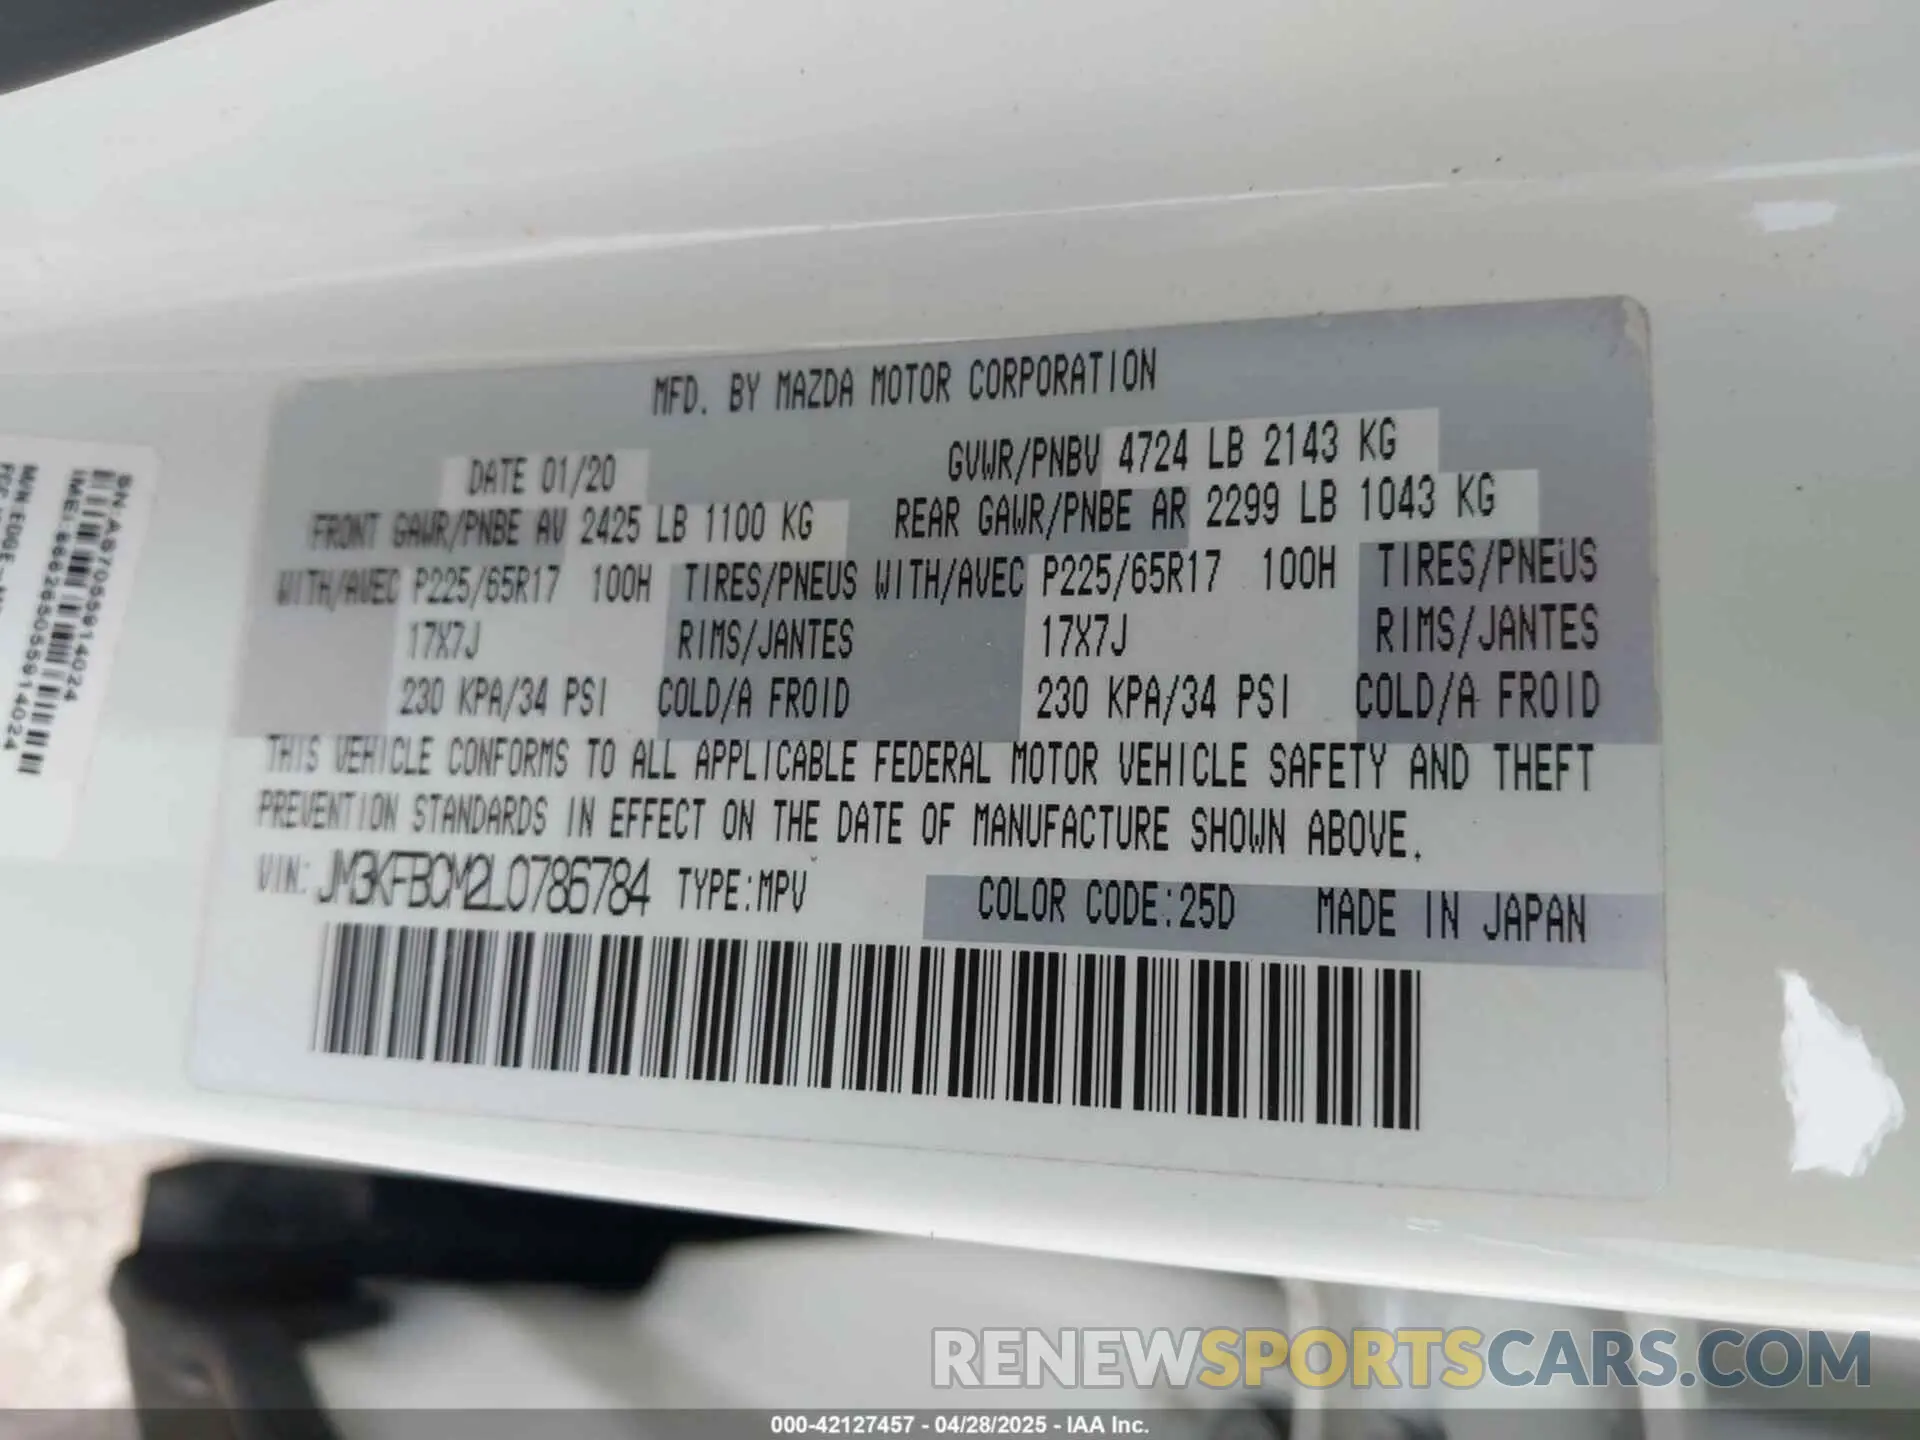 MFD. BY MAZDA MOTOR CORPORATION
DATE 01/20 GVWR/PNBV 4724 LB 2143 KG
FRONT GAWR/PNBE AV 2425 LB 1100 KG REAR GAWR/PNBE AR 2299 LB 1043 KG
WITH/AVEC P225/65R17 100H TIRES/PNEUS WITH/AVEC P225/65R17 100H TIRES/PNEUS
17X7J RIMS/JANTES 17X7J RIMS/JANTES
230 KPA/34 PSI COLD/A FROID 230 KPA/34 PSI COLD/A FROID
THIS VEHICLE CONFORMS TO ALL APPLICABLE FEDERAL MOTOR VEHICLE SAFETY AND THEFT
PREVENTION STANDARDS IN EFFECT ON THE DATE OF MANUFACTURE SHOWN ABOVE.
VIN: JM3KFBCM2L0786784 TYPE:MPV COLOR CODE:25D MADE IN JAPAN
IMEI: 866265055914024
RENEWSPORTSCARS.COM
000-42127457 - 04/28/2025 - IAA Inc.